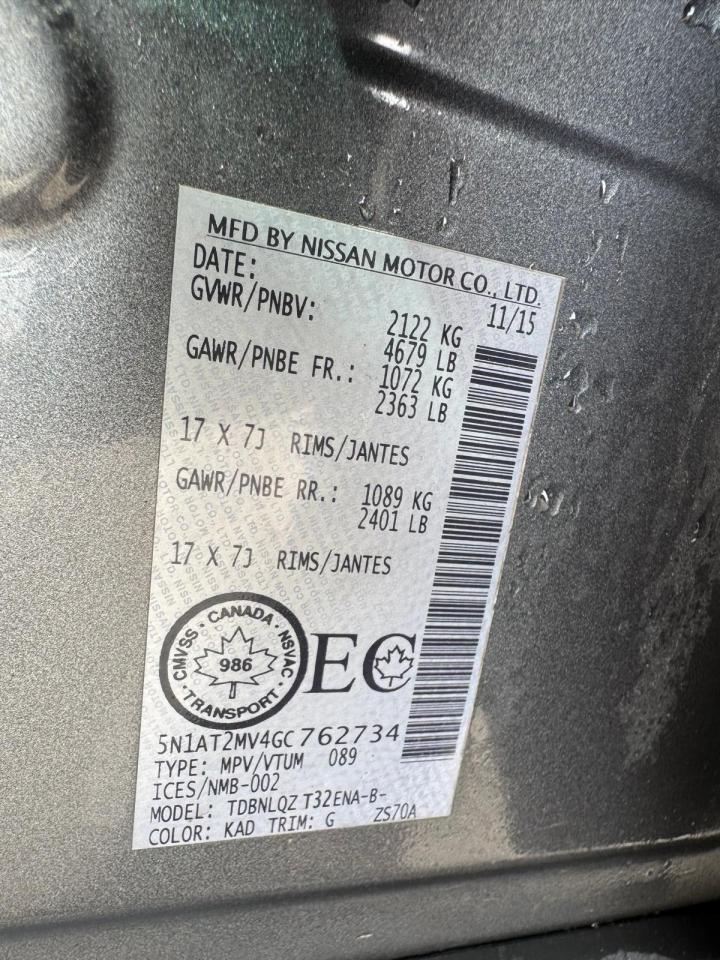 MFD BY NISSAN MOTOR CO., LTD.
DATE: 11/15
GVWR/PNBV: 2122 KG
4679 LB
GAWR/PNBE FR.: 1072 KG
2363 LB
17 X 7J RIMS/JANTES
GAWR/PNBE RR.: 1089 KG
2401 LB
17 X 7J RIMS/JANTES
CANADA
CMVSS 986 NSVAC
TRANSPORT
EC
5N1AT2MV4GC762734
TYPE: MPV/VTUM 089
ICES/NMB-002
MODEL: TDBNLQZ T32ENA-B-
ZS70A
COLOR: KAD TRIM: G